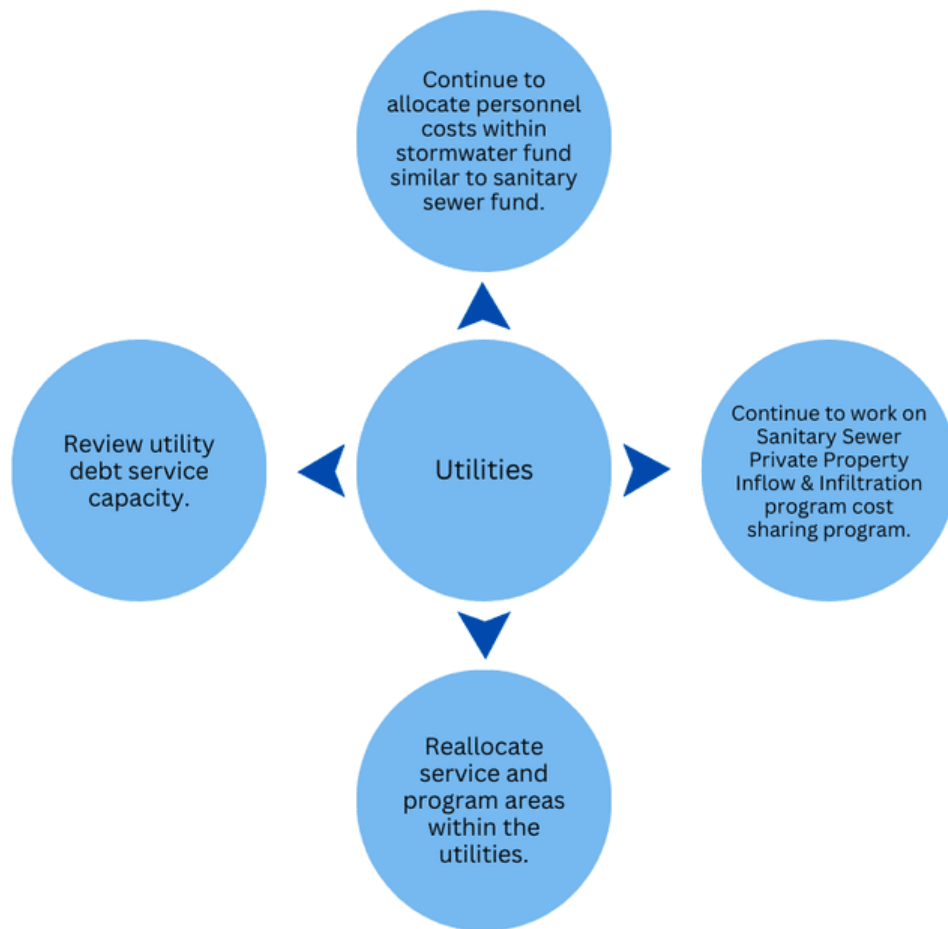 Continue to
allocate personnel
costs within
stormwater fund
similar to sanitary
sewer fund.
Review utility
debt service
capacity.
Utilities
Continue to work on
Sanitary Sewer
Private Property
Inflow & Infiltration
program cost
sharing program.
Reallocate
service and
program areas
within the
utilities.